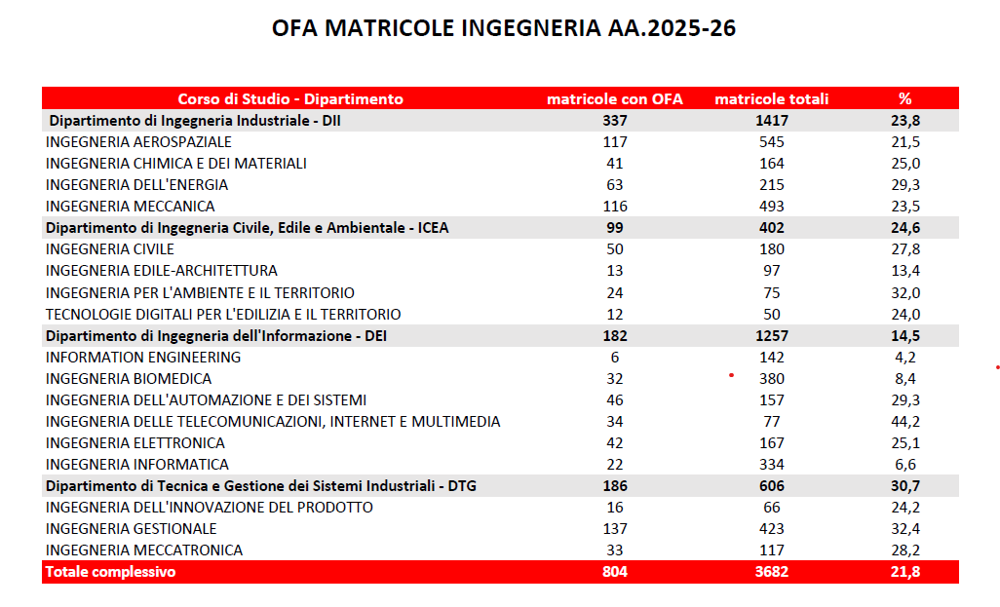 OFA MATRICOLE INGEGNERIA AA.2025-26
Corso di Studio - Dipartimento matricole con OFA matricole totali %
Dipartimento di Ingegneria Industriale - DII 337 1417 23,8
INGEGNERIA AEROSPAZIALE 117 545 21,5
INGEGNERIA CHIMICA E DEI MATERIALI 41 164 25,0
INGEGNERIA DELL'ENERGIA 63 215 29,3
INGEGNERIA MECCANICA 116 493 23,5
Dipartimento di Ingegneria Civile, Edile e Ambientale - ICEA 99 402 24,6
INGEGNERIA CIVILE 50 180 27,8
INGEGNERIA EDILE-ARCHITETTURA 13 97 13,4
INGEGNERIA PER L'AMBIENTE E IL TERRITORIO 24 75 32,0
TECNOLOGIE DIGITALI PER L'EDILIZIA E IL TERRITORIO 12 50 24,0
Dipartimento di Ingegneria dell'Informazione - DEI 182 1257 14,5
INFORMATION ENGINEERING 6 142 4,2
INGEGNERIA BIOMEDICA 32 380 8,4
INGEGNERIA DELL'AUTOMAZIONE E DEI SISTEMI 46 157 29,3
INGEGNERIA DELLE TELECOMUNICAZIONI, INTERNET E MULTIMEDIA 34 77 44,2
INGEGNERIA ELETTRONICA 42 167 25,1
INGEGNERIA INFORMATICA 22 334 6,6
Dipartimento di Tecnica e Gestione dei Sistemi Industriali - DTG 186 606 30,7
INGEGNERIA DELL'INNOVAZIONE DEL PRODOTTO 16 66 24,2
INGEGNERIA GESTIONALE 137 423 32,4
INGEGNERIA MECCATRONICA 33 117 28,2
Totale complessivo 804 3682 21,8